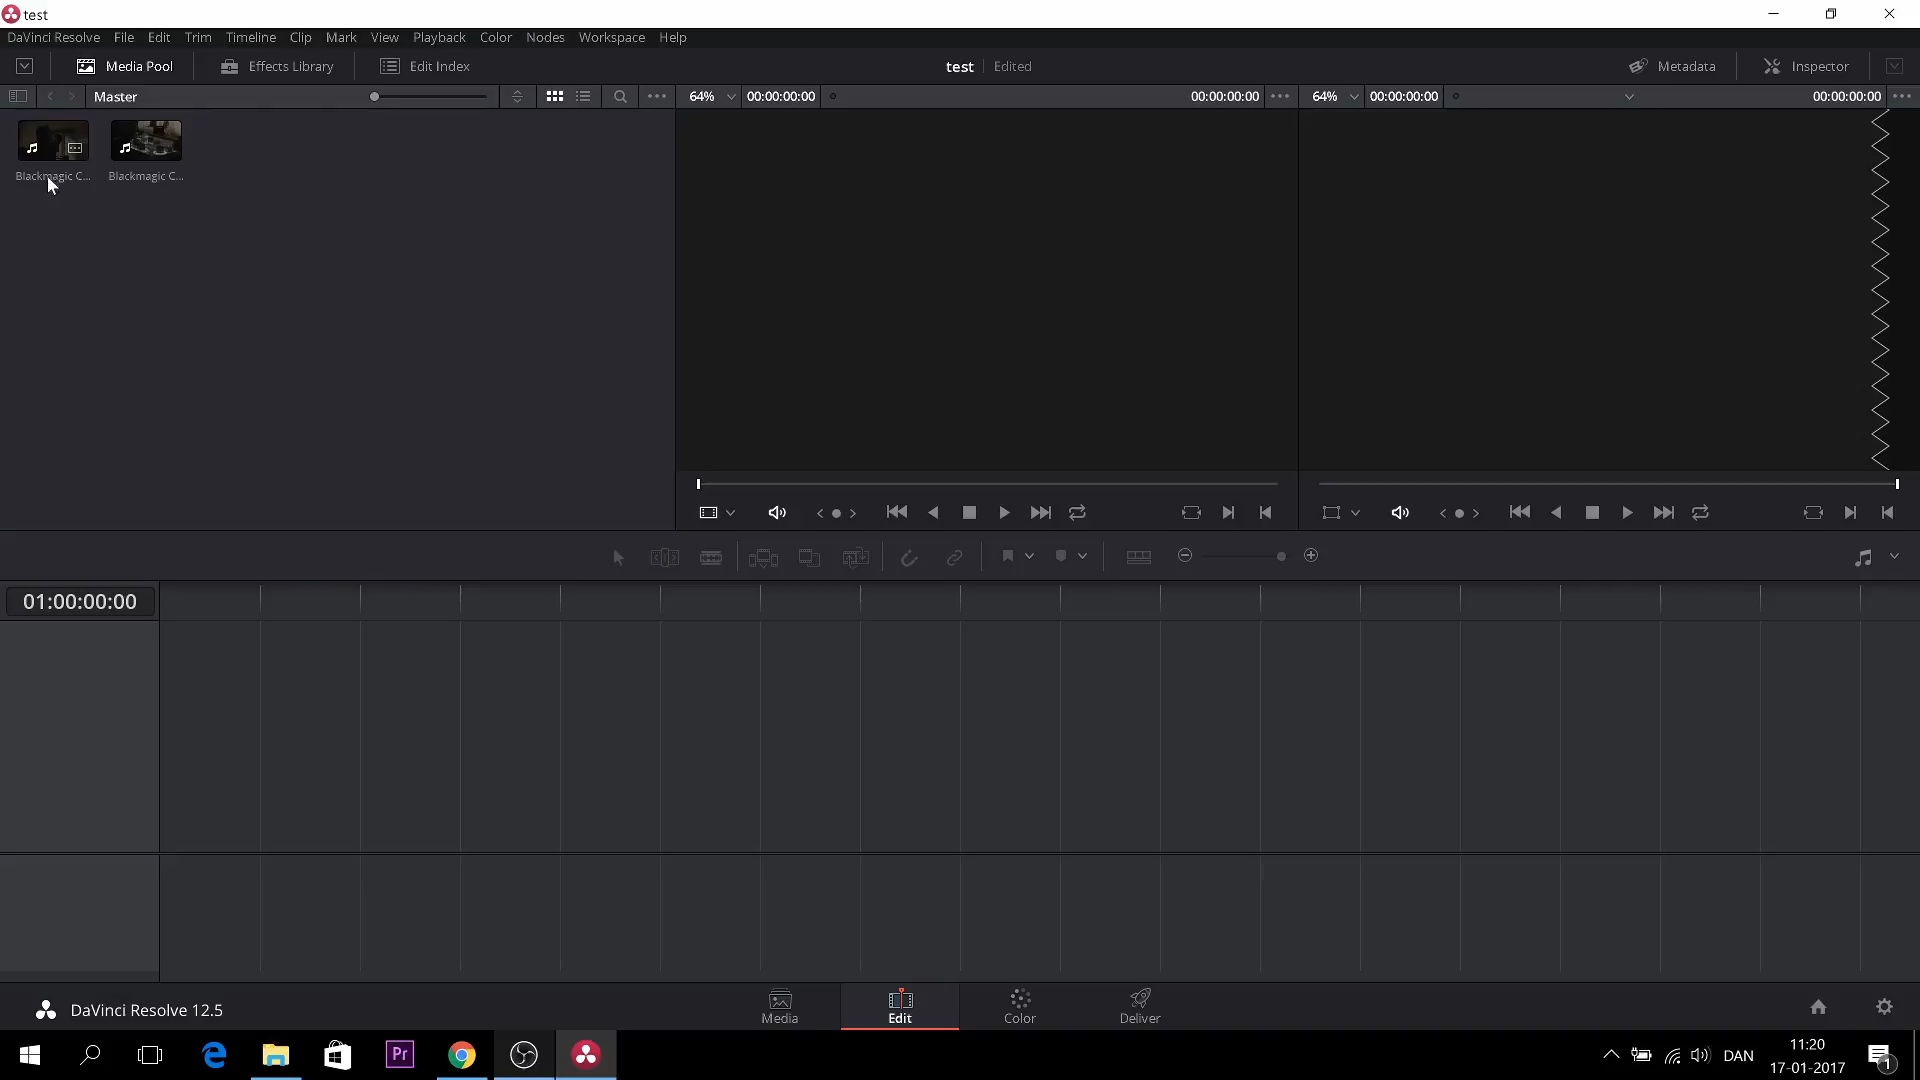 test
DaVinci Resolve File Edit Trim Timeline Clip Mark View Playback Color Nodes Workspace Help
Media Pool Effects Library Edit Index test Edited Metadata Inspector
Master 64% 00:00:00:00 00:00:00:00 64% 00:00:00:00 00:00:00:00
Blackmagic C... Blackmagic C...
01:00:00:00
DaVinci Resolve 12.5 Media Edit Color Deliver
Pr DAN 11:20
17-01-2017 1